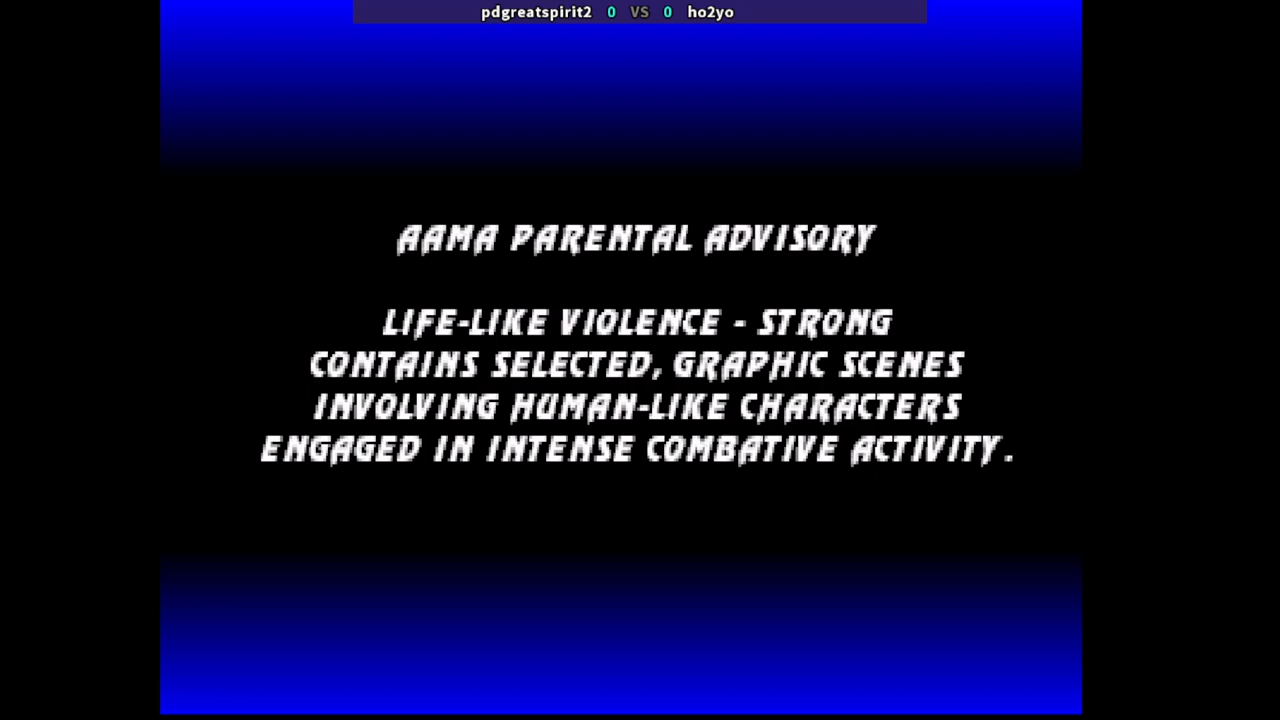 pdgreatspirit2 0 VS 0 ho2yo
AAMA PARENTAL ADVISORY
LIFE-LIKE VIOLENCE - STRONG
CONTAINS SELECTED, GRAPHIC SCENES
INVOLVING HUMAN-LIKE CHARACTERS
ENGAGED IN INTENSE COMBATIVE ACTIVITY.